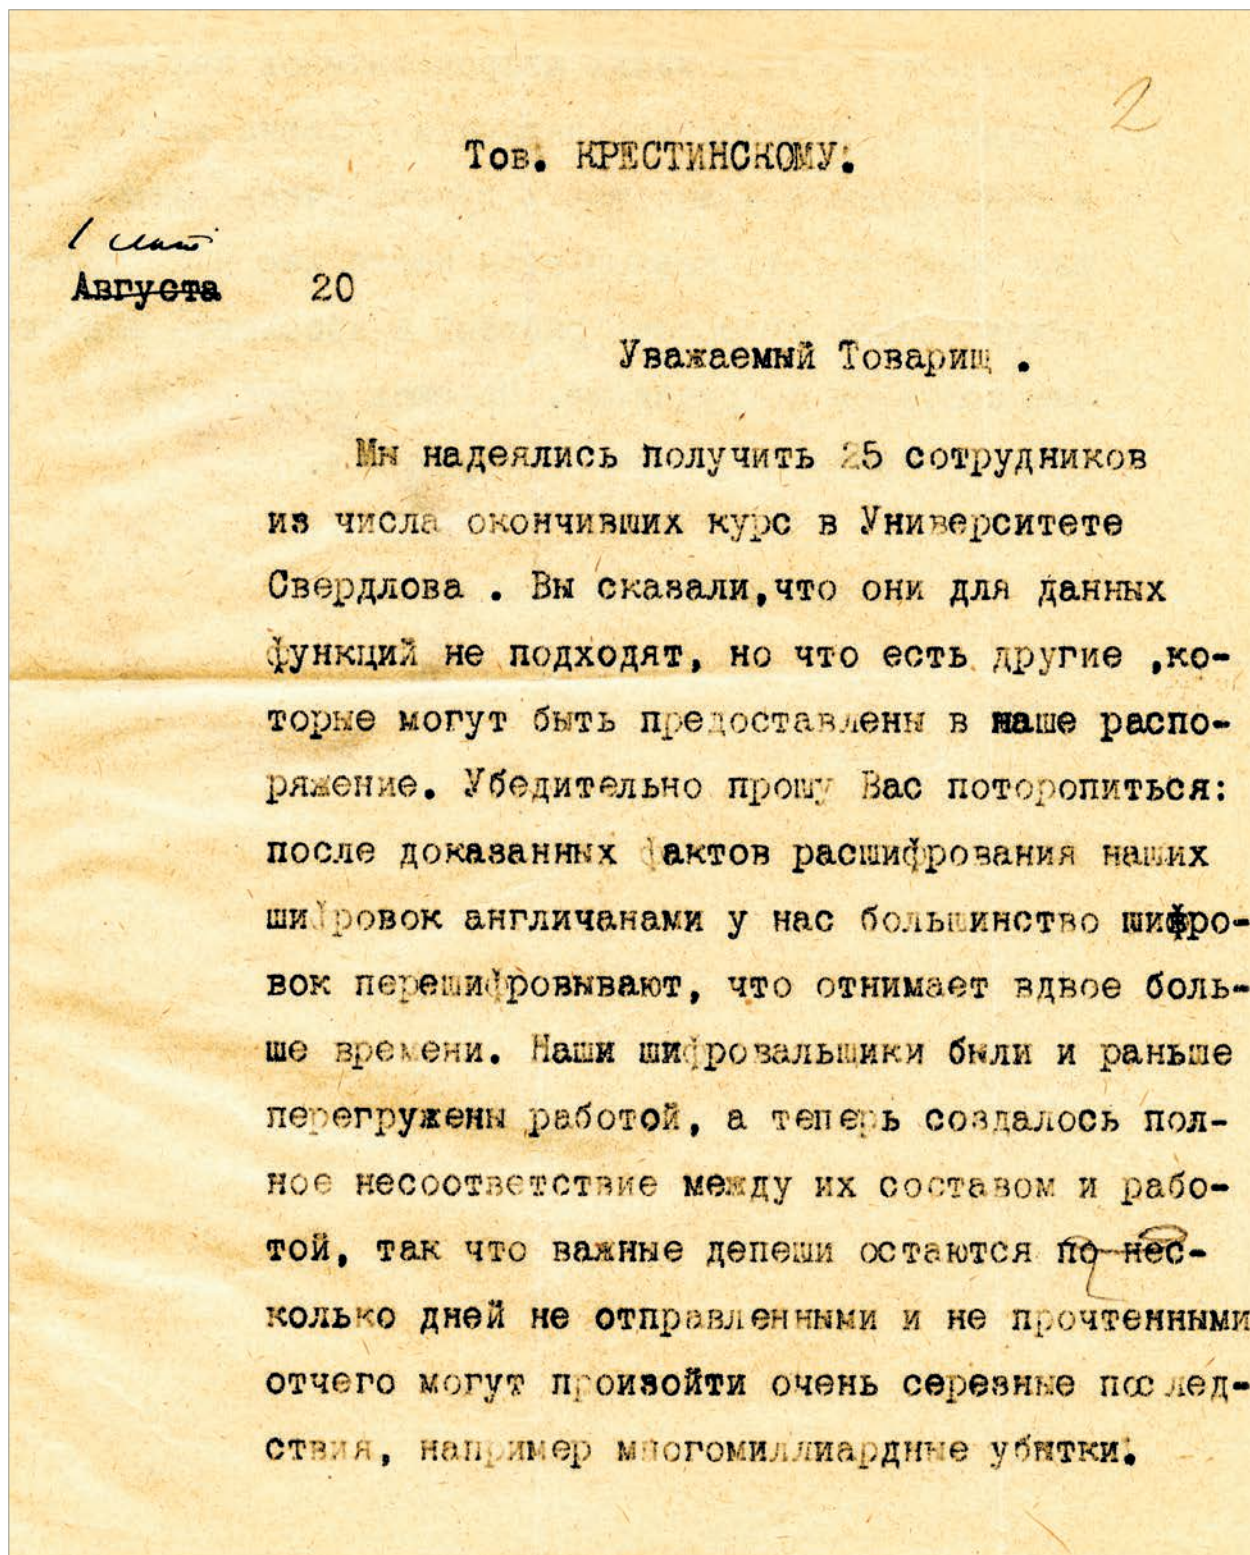 2
Тов. КРЕСТИНСКОМУ.
1
Августа 20
Уважаемый Товарищ .
Мы надеялись получить 25 сотрудников
из числа окончивших курс в Университете
Свердлова . Вы сказали,что они для данных
функций не подходят, но что есть другие ,ко-
торые могут быть предоставлены в наше распо-
ряжение. Убедительно прошу Вас поторопиться:
после доказанных фактов расшифрования наших
шифровок англичанами у нас большинство шифро-
вок перешифровывают, что отнимает вдвое боль-
ше времени. Наши шифровальщики были и раньше
перегружены работой, а теперь создалось пол-
ное несоответствие между их составом и рабо-
той, так что важные депеши остаются по нес-
колько дней не отправленными и не прочтенными
отчего могут произойти очень серезные послед-
ствия, например многомиллиардные убытки.